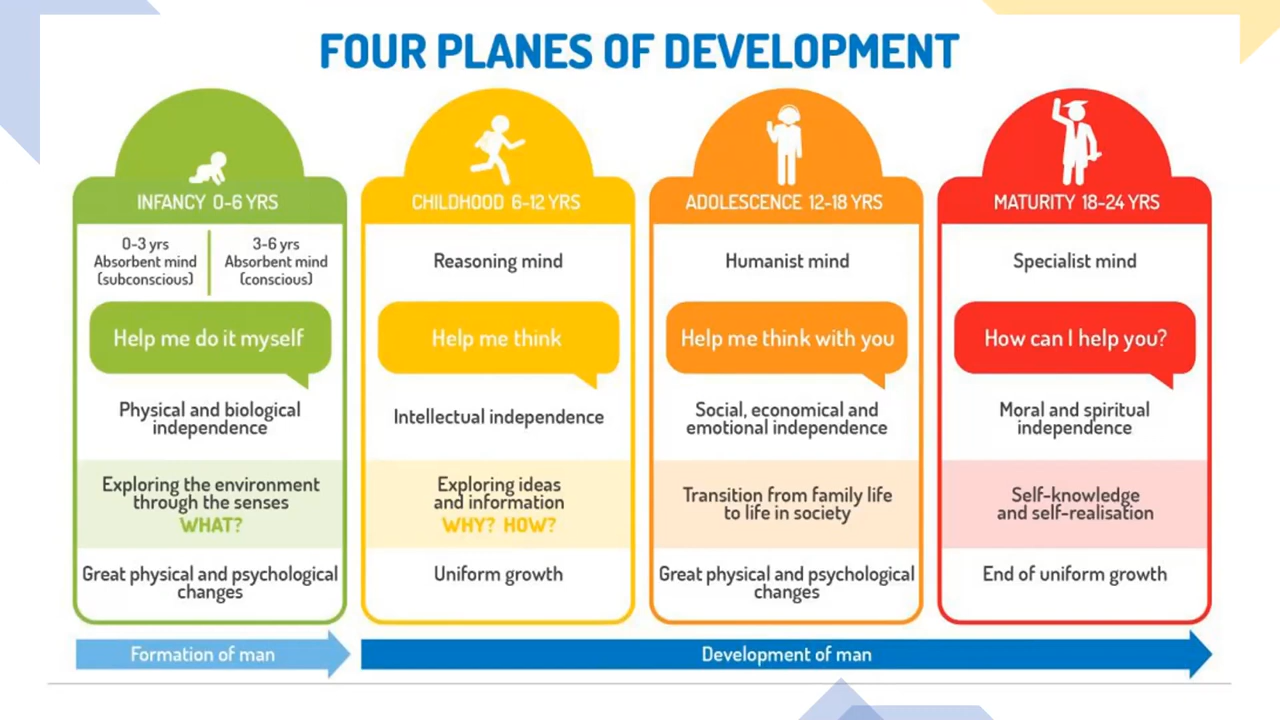 FOUR PLANES OF DEVELOPMENT
INFANCY 0-6 YRS
0-3 yrs
Absorbent mind
(subconscious)
3-6 yrs
Absorbent mind
(conscious)
Help me do it myself
Physical and biological
independence
Exploring the environment
through the senses
WHAT?
Great physical and psychological
changes
CHILDHOOD 6-12 YRS
Reasoning mind
Help me think
Intellectual independence
Exploring ideas
and information
WHY? HOW?
Uniform growth
ADOLESCENCE 12-18 YRS
Humanist mind
Help me think with you
Social, economical and
emotional independence
Transition from family life
to life in society
Great physical and psychological
changes
MATURITY 18-24 YRS
Specialist mind
How can I help you?
Moral and spiritual
independence
Self-knowledge
and self-realisation
End of uniform growth
Formation of man
Development of man